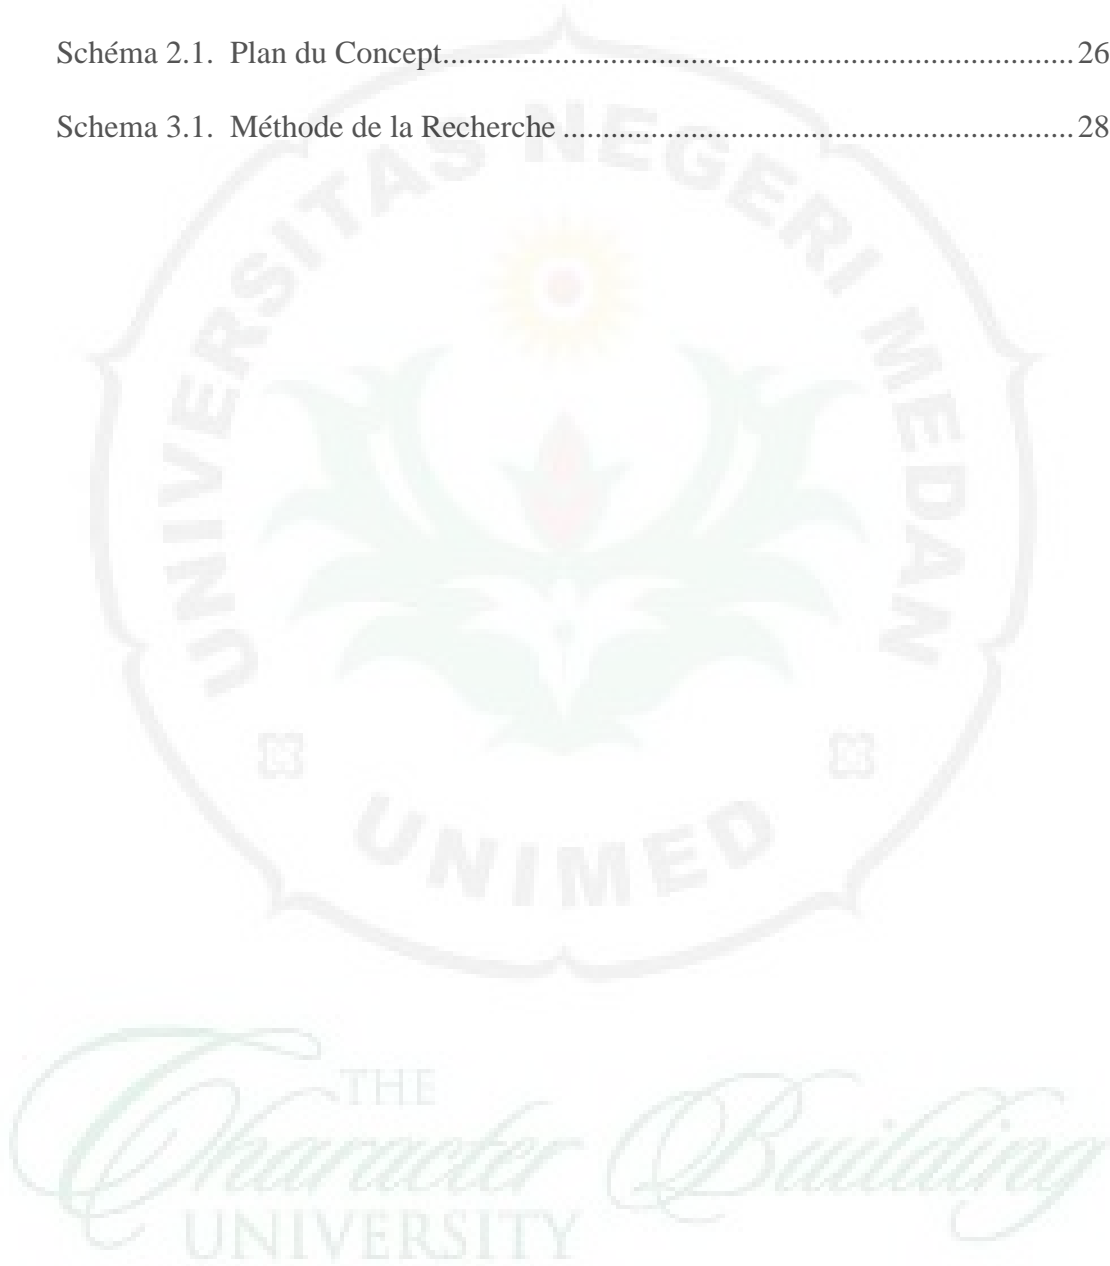 Schéma 2.1. Plan du Concept...............................................................................26
Schema 3.1. Méthode de la Recherche ................................................................28
UNIVERSITAS NEGERI MEDAN
UNIMED
THE
Character Building
UNIVERSITY